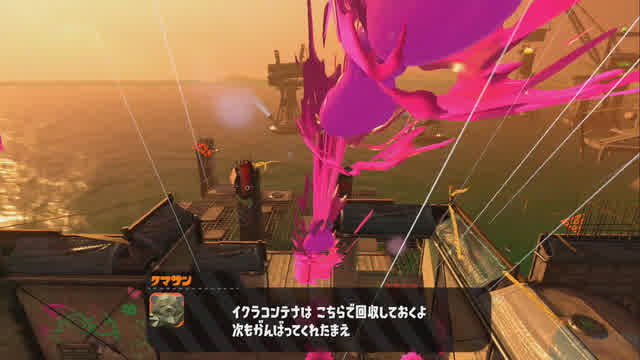 クマサン
イクラコンテナは こちらで回収しておくよ
次もがんばってくれたまえ